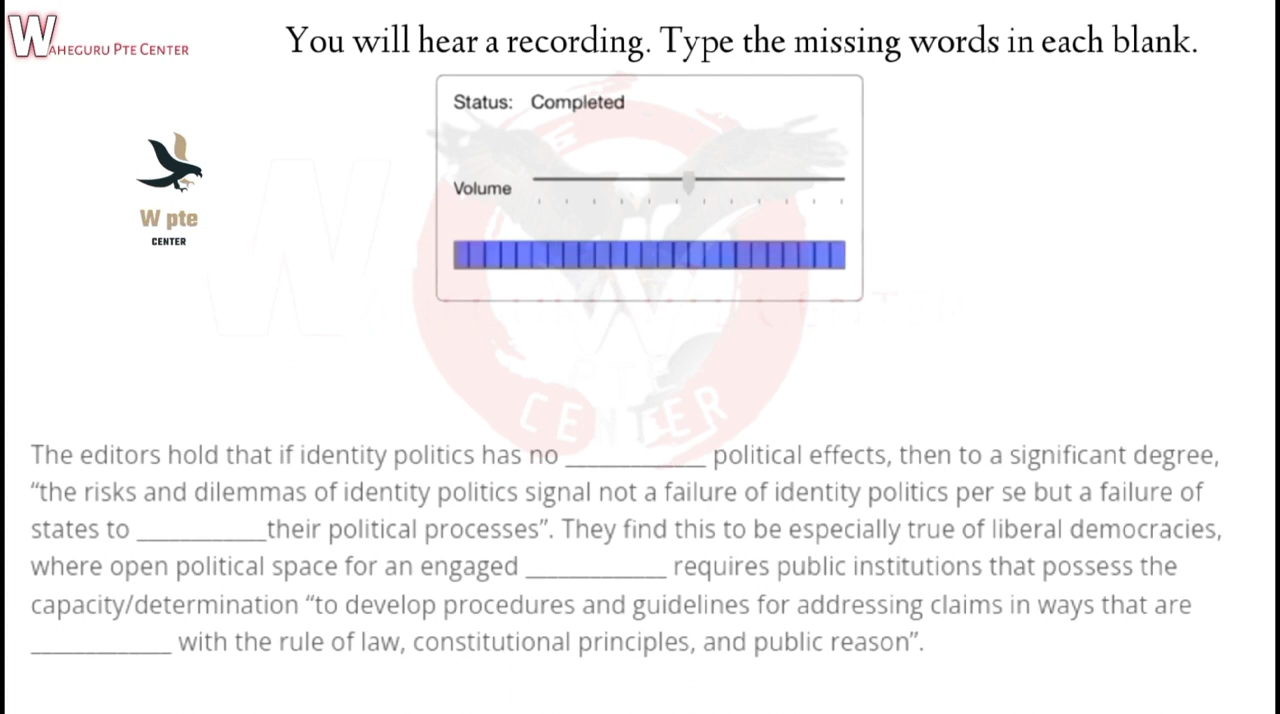 WAHEGURU PTE CENTER
You will hear a recording. Type the missing words in each blank.
Status: Completed
Volume
W pte
CENTER
CENTER
The editors hold that if identity politics has no ____________ political effects, then to a significant degree,
“the risks and dilemmas of identity politics signal not a failure of identity politics per se but a failure of
states to ___________their political processes”. They find this to be especially true of liberal democracies,
where open political space for an engaged ____________ requires public institutions that possess the
capacity/determination “to develop procedures and guidelines for addressing claims in ways that are
____________ with the rule of law, constitutional principles, and public reason”.